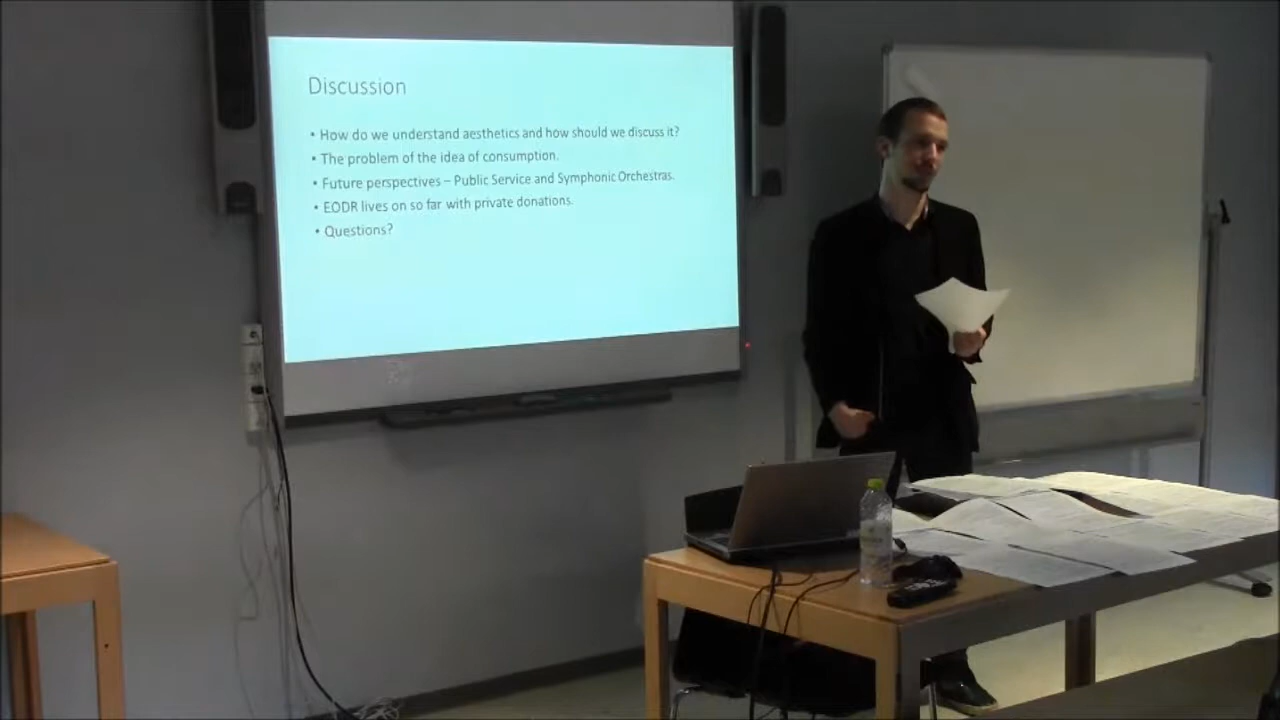 Discussion
• How do we understand aesthetics and how should we discuss it?
• The problem of the idea of consumption.
• Future perspectives – Public Service and Symphonic Orchestras.
• EODR lives on so far with private donations.
• Questions?